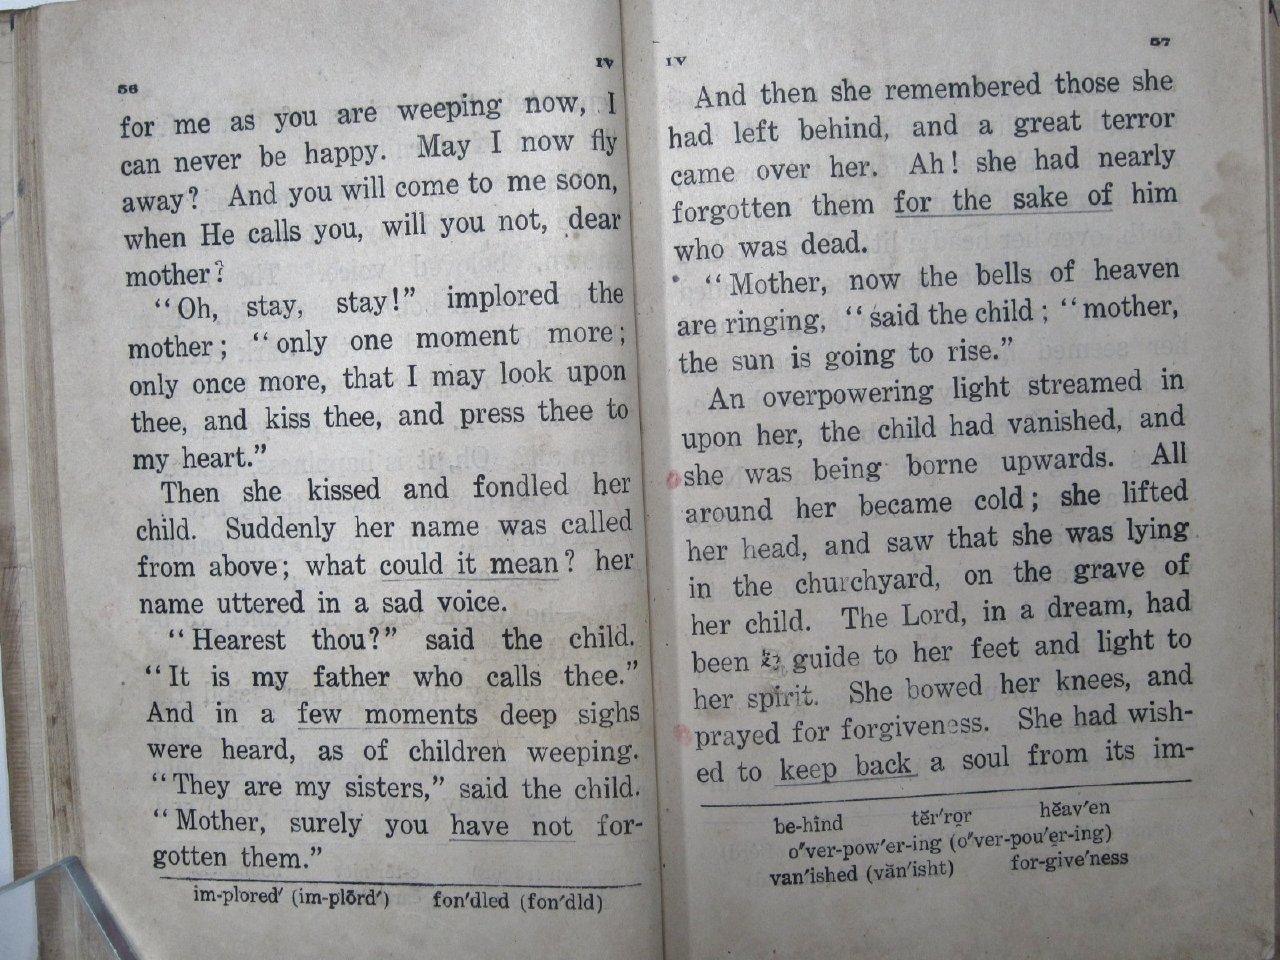 56
IV
for me as you are weeping now, I
can never be happy. May I now fly
away? And you will come to me soon,
when He calls you, will you not, dear
mother?
“Oh, stay, stay!” implored the
mother; “only one moment more;
only once more, that I may look upon
thee, and kiss thee, and press thee to
my heart.”
Then she kissed and fondled her
child. Suddenly her name was called
from above; what could it mean? her
name uttered in a sad voice.
“Hearest thou?” said the child.
“It is my father who calls thee.”
And in a few moments deep sighs
were heard, as of children weeping.
“They are my sisters,” said the child.
“Mother, surely you have not for-
gotten them.”
im-plored′ (im-plōrd′) fon′dled (fon′dld)
IV
57
And then she remembered those she
had left behind, and a great terror
came over her. Ah! she had nearly
forgotten them for the sake of him
who was dead.
“Mother, now the bells of heaven
are ringing, “said the child; “mother,
the sun is going to rise.”
An overpowering light streamed in
upon her, the child had vanished, and
she was being borne upwards. All
around her became cold; she lifted
her head, and saw that she was lying
in the churchyard, on the grave of
her child. The Lord, in a dream, had
been guide to her feet and light to
her spirit. She bowed her knees, and
prayed for forgiveness. She had wish-
ed to keep back a soul from its im-
be-hīnd tĕr′ro̱r hĕav′en
o″ver-pow′er-ing (o″ver-pou′e̱r-ing)
van′ished (văn′isht) for-give′ness